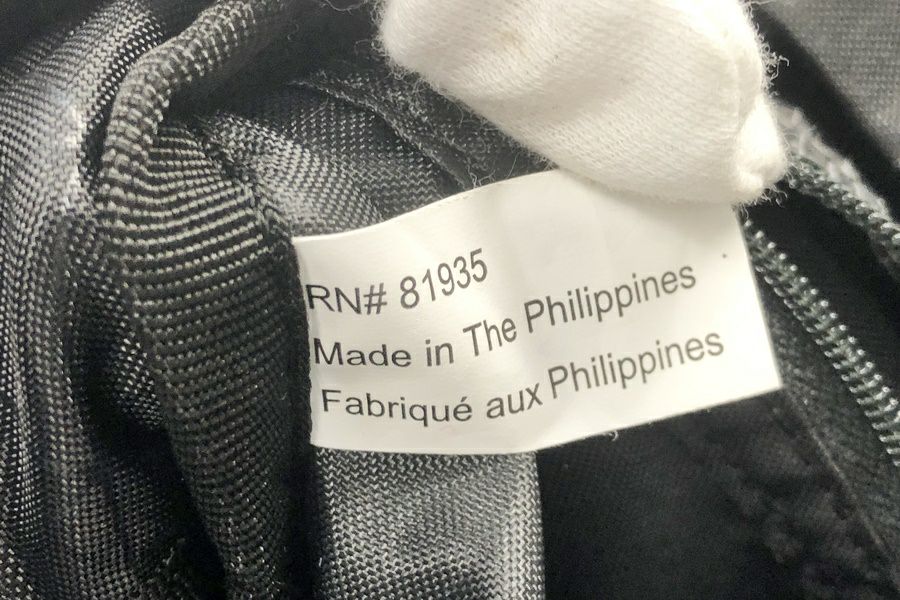 RN# 81935
Made in The Philippines
Fabriqué aux Philippines